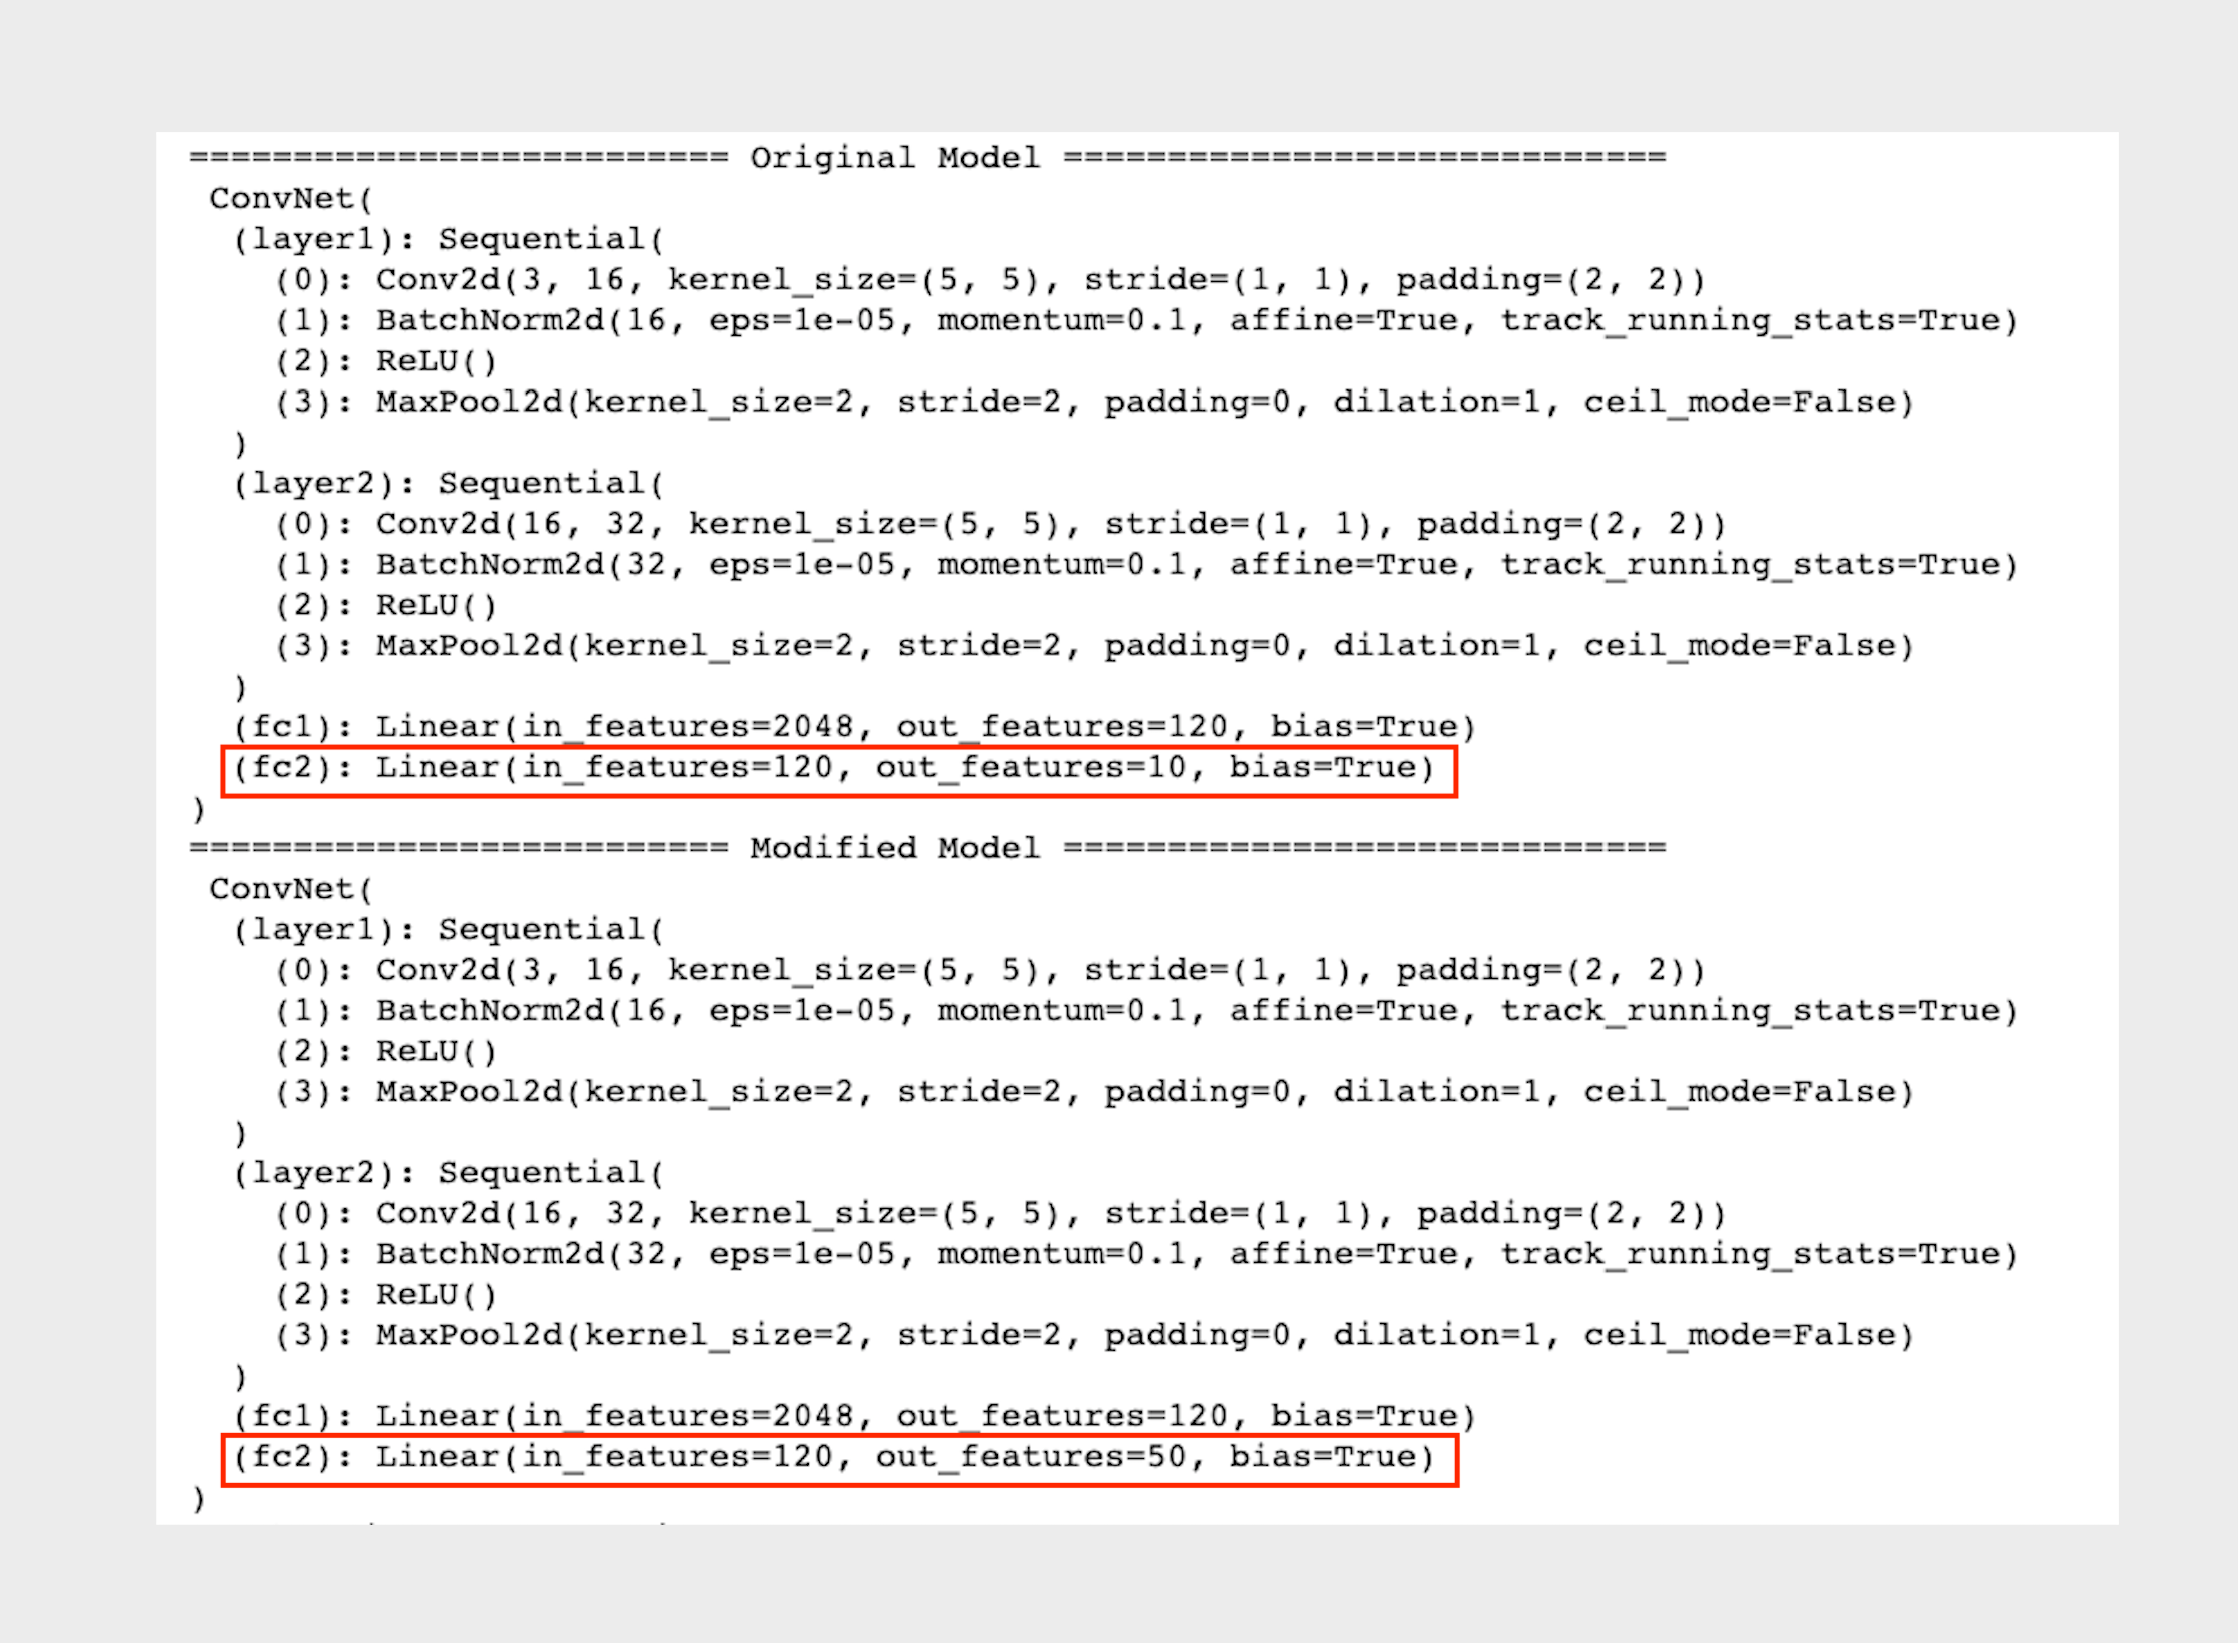 ========================== Original Model =============================
ConvNet(
(layer1): Sequential(
(0): Conv2d(3, 16, kernel_size=(5, 5), stride=(1, 1), padding=(2, 2))
(1): BatchNorm2d(16, eps=1e-05, momentum=0.1, affine=True, track_running_stats=True)
(2): ReLU()
(3): MaxPool2d(kernel_size=2, stride=2, padding=0, dilation=1, ceil_mode=False)
)
(layer2): Sequential(
(0): Conv2d(16, 32, kernel_size=(5, 5), stride=(1, 1), padding=(2, 2))
(1): BatchNorm2d(32, eps=1e-05, momentum=0.1, affine=True, track_running_stats=True)
(2): ReLU()
(3): MaxPool2d(kernel_size=2, stride=2, padding=0, dilation=1, ceil_mode=False)
)
(fc1): Linear(in_features=2048, out_features=120, bias=True)
(fc2): Linear(in_features=120, out_features=10, bias=True)
)
========================== Modified Model =============================
ConvNet(
(layer1): Sequential(
(0): Conv2d(3, 16, kernel_size=(5, 5), stride=(1, 1), padding=(2, 2))
(1): BatchNorm2d(16, eps=1e-05, momentum=0.1, affine=True, track_running_stats=True)
(2): ReLU()
(3): MaxPool2d(kernel_size=2, stride=2, padding=0, dilation=1, ceil_mode=False)
)
(layer2): Sequential(
(0): Conv2d(16, 32, kernel_size=(5, 5), stride=(1, 1), padding=(2, 2))
(1): BatchNorm2d(32, eps=1e-05, momentum=0.1, affine=True, track_running_stats=True)
(2): ReLU()
(3): MaxPool2d(kernel_size=2, stride=2, padding=0, dilation=1, ceil_mode=False)
)
(fc1): Linear(in_features=2048, out_features=120, bias=True)
(fc2): Linear(in_features=120, out_features=50, bias=True)
)